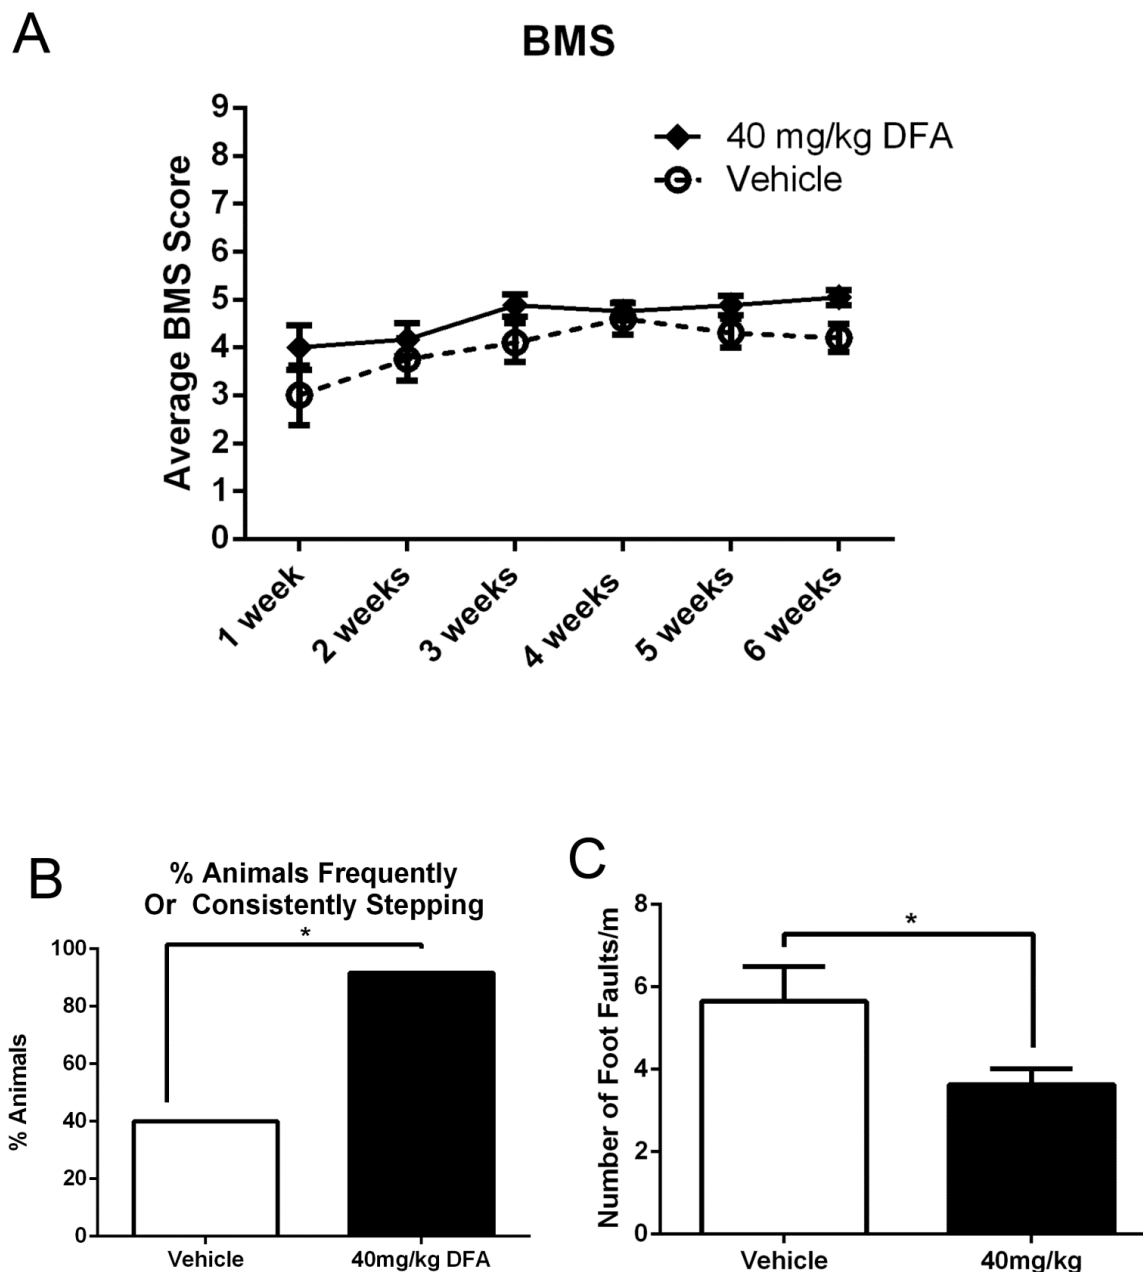 A
BMS
9
8
7
6
5
4
3
2
1
0
Average BMS Score
40 mg/kg DFA
Vehicle
1 week
2 weeks
3 weeks
4 weeks
5 weeks
6 weeks
B
% Animals Frequently
Or Consistently Stepping
*
100
80
60
40
20
0
% Animals
Vehicle
40mg/kg DFA
C
*
8
6
4
2
0
Number of Foot Faults/m
Vehicle
40mg/kg